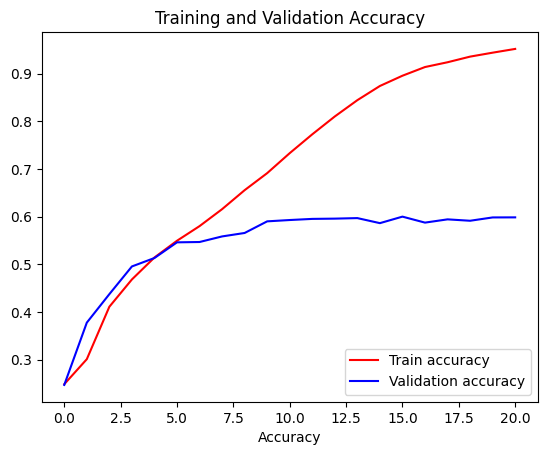 Training and Validation Accuracy
0.9
0.8
0.7
0.6
0.5
0.4
0.3
Train accuracy
Validation accuracy
0.0 2.5 5.0 7.5 10.0 12.5 15.0 17.5 20.0
Accuracy